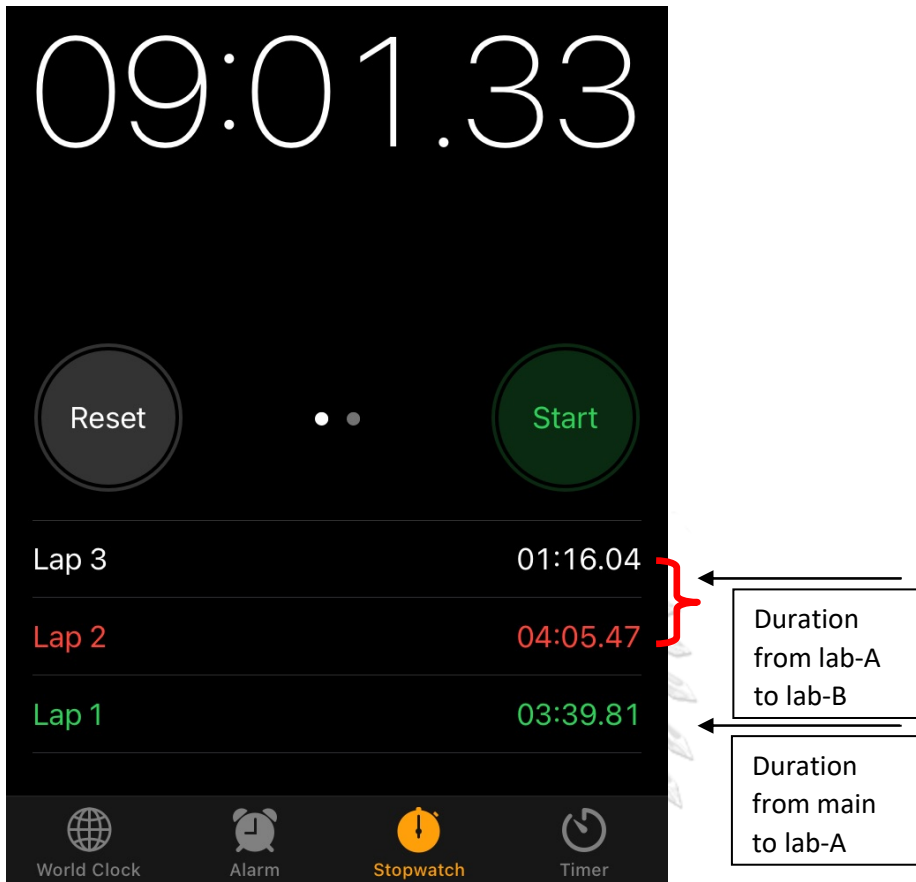 09:01.33
Reset
Start
Lap 3 01:16.04
Lap 2 04:05.47
Duration
from lab-A
to lab-B
Lap 1 03:39.81
Duration
from main
to lab-A
World Clock Alarm Stopwatch Timer